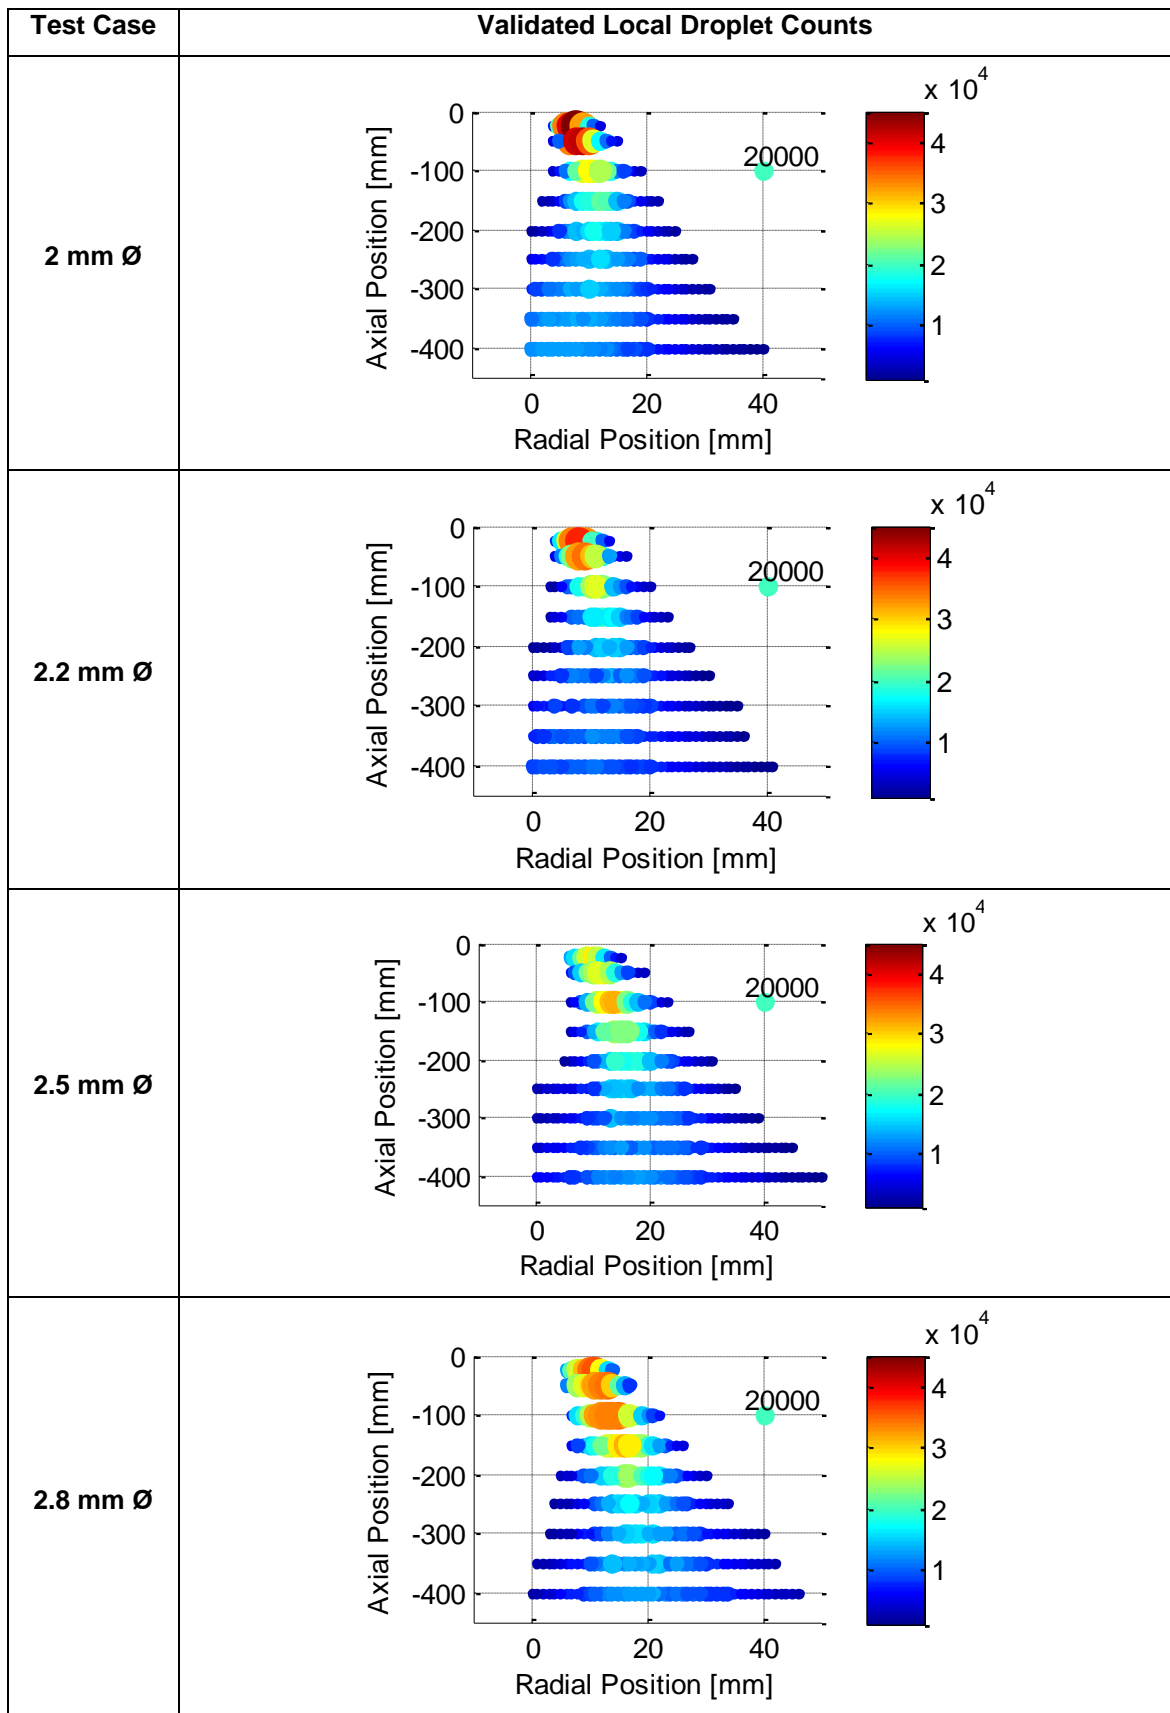 Test Case Validated Local Droplet Counts
2 mm Ø
x 10^4
0
-100
-200
-300
-400
Axial Position [mm]
20000
4
3
2
1
0 20 40
Radial Position [mm]
2.2 mm Ø
x 10^4
0
-100
-200
-300
-400
Axial Position [mm]
20000
4
3
2
1
0 20 40
Radial Position [mm]
2.5 mm Ø
x 10^4
0
-100
-200
-300
-400
Axial Position [mm]
20000
4
3
2
1
0 20 40
Radial Position [mm]
2.8 mm Ø
x 10^4
0
-100
-200
-300
-400
Axial Position [mm]
20000
4
3
2
1
0 20 40
Radial Position [mm]